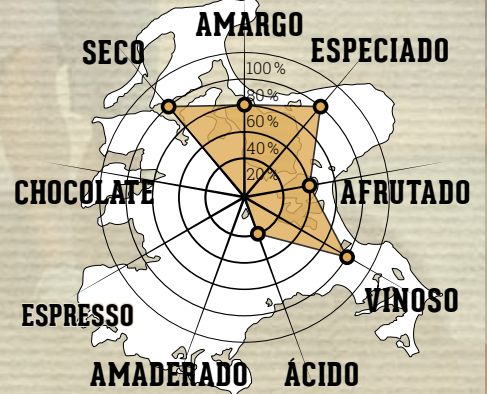 AMARGO
SECO
ESPECIADO
100%
80%
60%
40%
20%
CHOCOLATE
AFRUTADO
VINOSO
ESPRESSO
AMADERADO
ÁCIDO